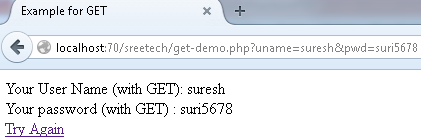 Example for GET
localhost:70/sreetech/get-demo.php?uname=suresh&pwd=suri5678
Your User Name (with GET): suresh
Your password (with GET) : suri5678
Try Again